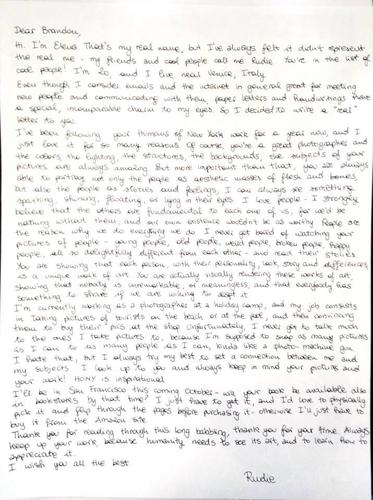 Dear Brandon,
Hi. I'm Elena. That's my real name, but I've always felt it didn't represent
the real me - my friends and cool people call me Rudie. You're in the list of
cool people! I'm 20, and I live near Venice, Italy.
Even though I consider emails and the internet in general great for meeting
new people and communicating with them, paper letters and handwritings have
a special, incomparable charm to my eyes. So I decided to write a "real"
letter to you.
I've been following your Humans of New York work for a year now, and I
just love it for so many reasons. Of course, you're a great photographer and
the colours, the lighting, the structures, the backgrounds, the subjects of your
pictures are always amazing. But more important than that, you are always
able to portray not only the people as aesthetic masses of flesh and bones,
but also the people as stories and feelings, I can always see something
sparkling, shining, floating, or lying in their eyes. I love people - I strongly
believe that the others are fundamental to each one of us, for we'd be
nothing without them, and our own existence wouldn't be as worthy. People are
the reason why we do everything we do. I never get bored of watching your
pictures of people - young people, old people, weird people, broken people, happy
people, all so delightfully different from each other - and read their stories.
You are showing that each person, with their personality, look, story and differences
is a unique work of art. You are actually visually rendering these works of art,
showing that nobody is unremarkable, or meaningless, and that everybody has
something to share if we are willing to accept it.
I'm currently working as a photographer at a holiday camp, and my job consists
in taking pictures of tourists on the beach or at the pool, and then convincing
them to buy their pics at the shop. Unfortunately, I never get to talk much
to the ones I take pictures to, because I'm supposed to snap as many pictures
as I can to as many people as I can, kinda like a photo-machine gun.
I hate that, but I always try my best to set a connection between me and
my subjects. I look up to you and always keep in mind your pictures and
your work! HONY is inspirational.
I'll be in San Francisco this coming October - will your book be available also
in bookstores by that time? I just have to get it, and I'd love to physically
pick it and flip through the pages before purchasing it - otherwise I'll just have to
buy it from the Amazon site.
Thank you for reading through this long babbling, thank you for your time. Always
keep up your work, because humanity needs to see its art, and to learn how to
appreciate it.
I wish you all the best
Rudie